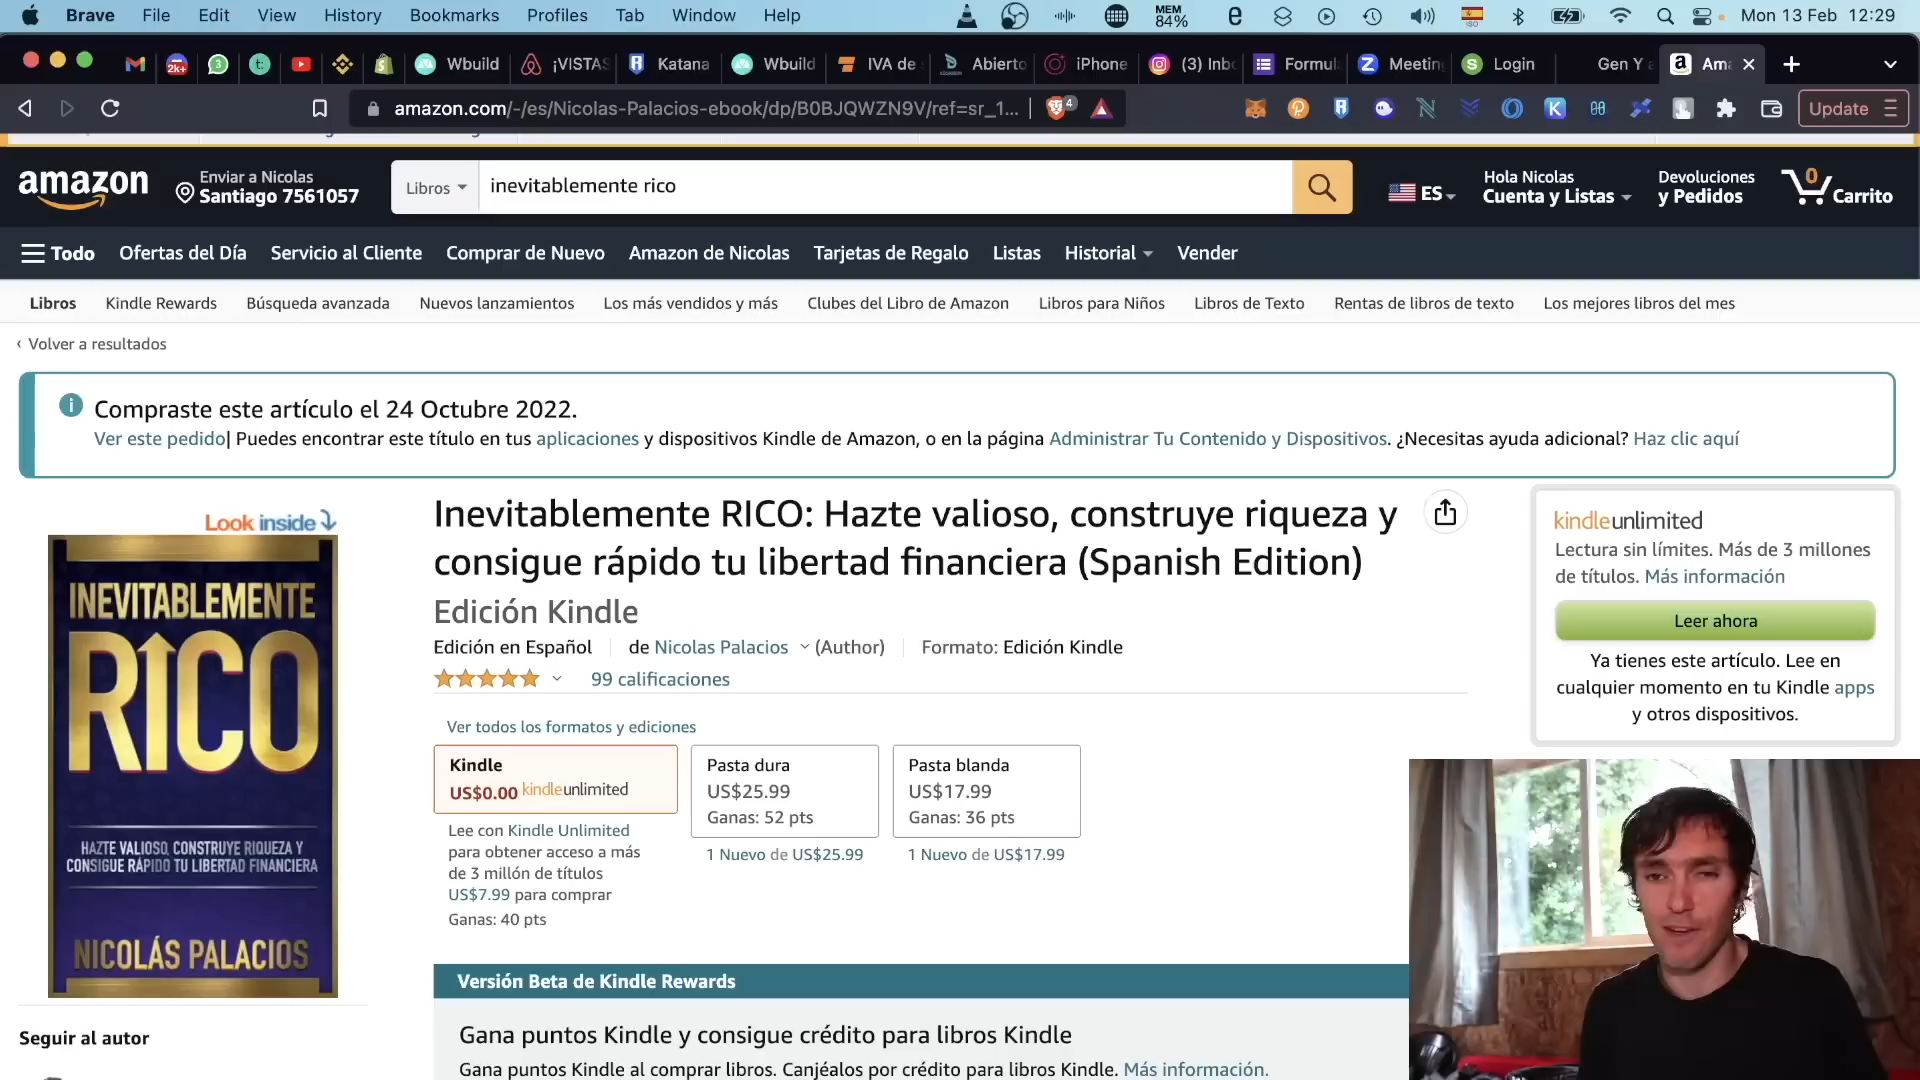 Brave File Edit View History Bookmarks Profiles Tab Window Help MEM 84% Mon 13 Feb 12:29
2k+ 3 Wbuild ¡VISTAS Katana Wbuild IVA de Abierto iPhone (3) Inbo Formul Meeting Login Gen Y a Ama
amazon.com/-/es/Nicolas-Palacios-ebook/dp/B0BJQWZN9V/ref=sr_1... 4 Update
amazon
Enviar a Nicolas
Santiago 7561057
Libros
inevitablemente rico
ES
Hola Nicolas
Cuenta y Listas
Devoluciones
y Pedidos
0
Carrito
Todo Ofertas del Día Servicio al Cliente Comprar de Nuevo Amazon de Nicolas Tarjetas de Regalo Listas Historial Vender
Libros Kindle Rewards Búsqueda avanzada Nuevos lanzamientos Los más vendidos y más Clubes del Libro de Amazon Libros para Niños Libros de Texto Rentas de libros de texto Los mejores libros del mes
‹ Volver a resultados
Compraste este artículo el 24 Octubre 2022.
Ver este pedido| Puedes encontrar este título en tus aplicaciones y dispositivos Kindle de Amazon, o en la página Administrar Tu Contenido y Dispositivos. ¿Necesitas ayuda adicional? Haz clic aquí
Look inside
INEVITABLEMENTE
RICO
HAZTE VALIOSO, CONSTRUYE RIQUEZA Y
CONSIGUE RÁPIDO TU LIBERTAD FINANCIERA
NICOLÁS PALACIOS
Seguir al autor
Inevitablemente RICO: Hazte valioso, construye riqueza y
consigue rápido tu libertad financiera (Spanish Edition)
Edición Kindle
Edición en Español de Nicolas Palacios (Author) Formato: Edición Kindle
99 calificaciones
Ver todos los formatos y ediciones
Kindle
US$0.00 kindleunlimited
Lee con Kindle Unlimited
para obtener acceso a más
de 3 millón de títulos
US$7.99 para comprar
Ganas: 40 pts
Pasta dura
US$25.99
Ganas: 52 pts
1 Nuevo de US$25.99
Pasta blanda
US$17.99
Ganas: 36 pts
1 Nuevo de US$17.99
Versión Beta de Kindle Rewards
Gana puntos Kindle y consigue crédito para libros Kindle
Gana puntos Kindle al comprar libros. Canjéalos por crédito para libros Kindle. Más información.
kindleunlimited
Lectura sin límites. Más de 3 millones
de títulos. Más información
Leer ahora
Ya tienes este artículo. Lee en
cualquier momento en tu Kindle apps
y otros dispositivos.